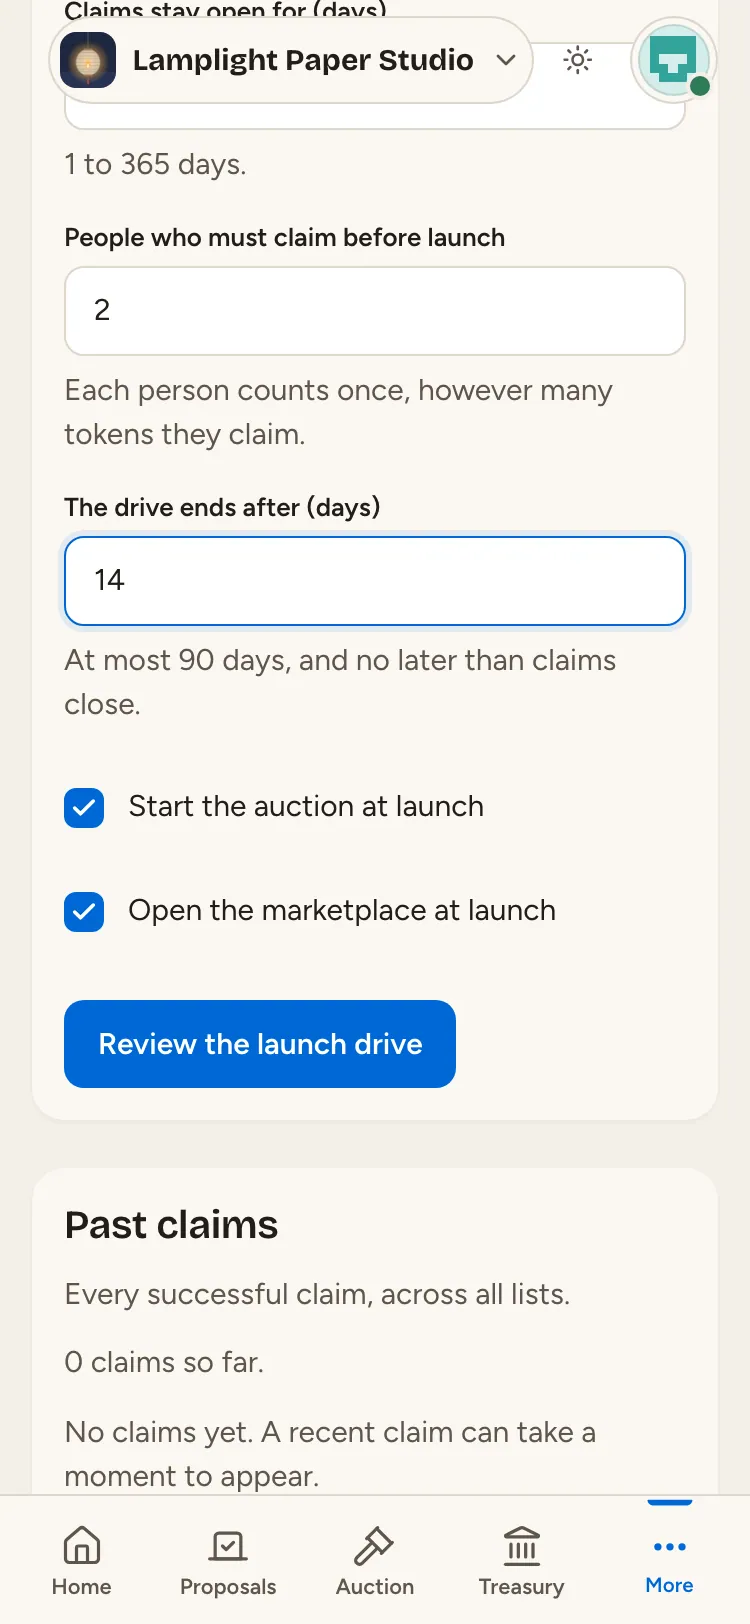 Claims stay open for (days)
Lamplight Paper Studio
1 to 365 days.
People who must claim before launch
2
Each person counts once, however many
tokens they claim.
The drive ends after (days)
14
At most 90 days, and no later than claims
close.
Start the auction at launch
Open the marketplace at launch
Review the launch drive
Past claims
Every successful claim, across all lists.
0 claims so far.
No claims yet. A recent claim can take a
moment to appear.
Home
Proposals
Auction
Treasury
More